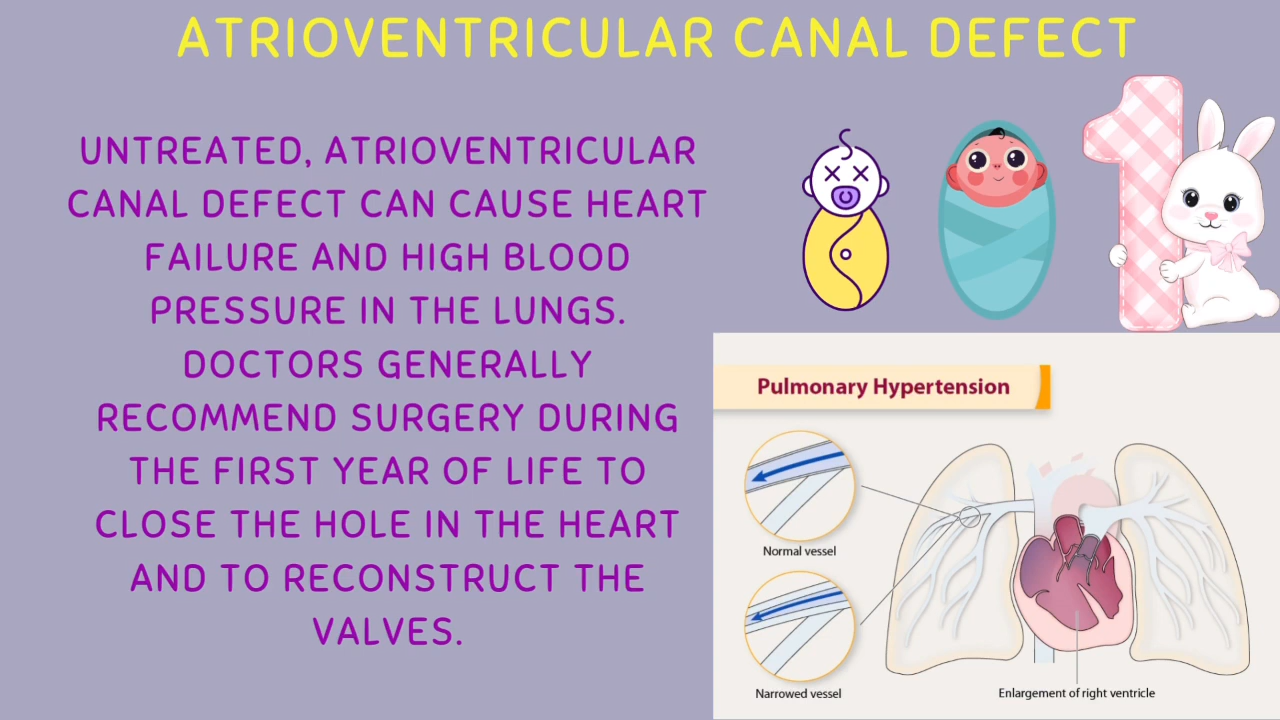 ATRIOVENTRICULAR CANAL DEFECT
UNTREATED, ATRIOVENTRICULAR
CANAL DEFECT CAN CAUSE HEART
FAILURE AND HIGH BLOOD
PRESSURE IN THE LUNGS.
DOCTORS GENERALLY
RECOMMEND SURGERY DURING
THE FIRST YEAR OF LIFE TO
CLOSE THE HOLE IN THE HEART
AND TO RECONSTRUCT THE
VALVES.
1
Pulmonary Hypertension
Normal vessel
Narrowed vessel
Enlargement of right ventricle